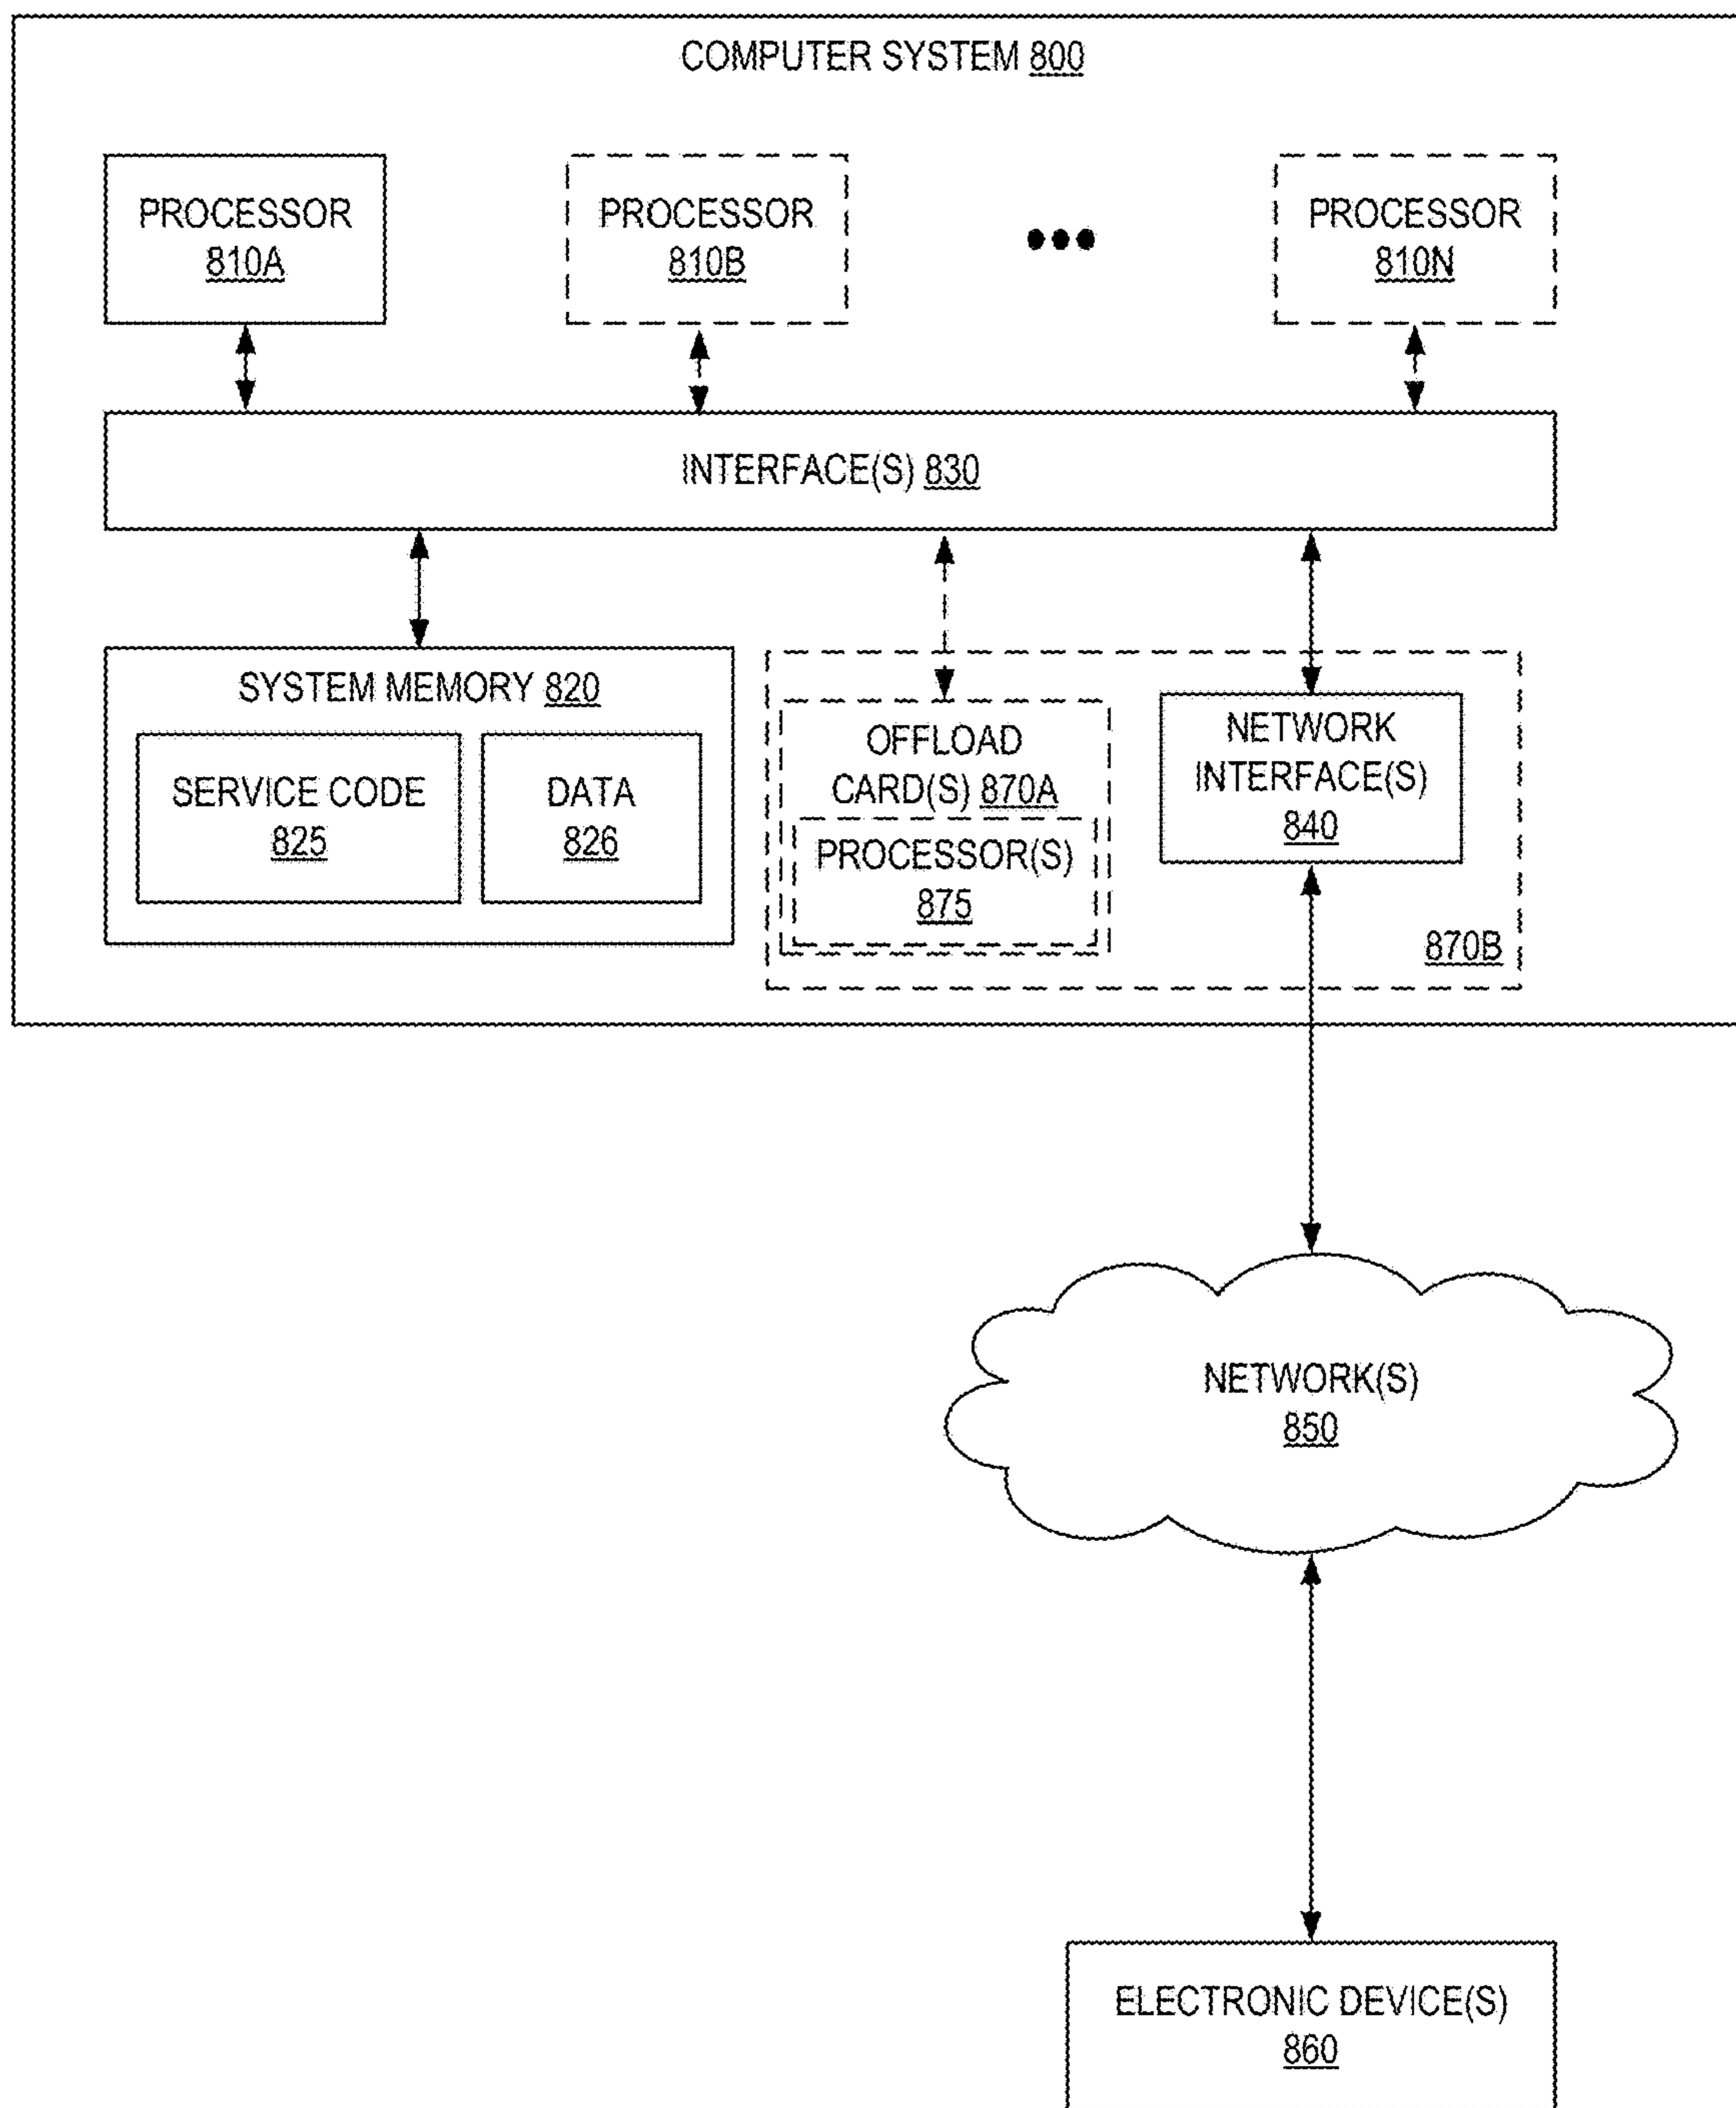 COMPUTER SYSTEM 800
PROCESSOR
810A
PROCESSOR
810B
PROCESSOR
810N
INTERFACE(S) 830
SYSTEM MEMORY 820
SERVICE CODE
825
DATA
826
OFFLOAD
CARD(S) 870A
PROCESSOR(S)
875
NETWORK
INTERFACE(S)
840
870B
NETWORK(S)
850
ELECTRONIC DEVICE(S)
860